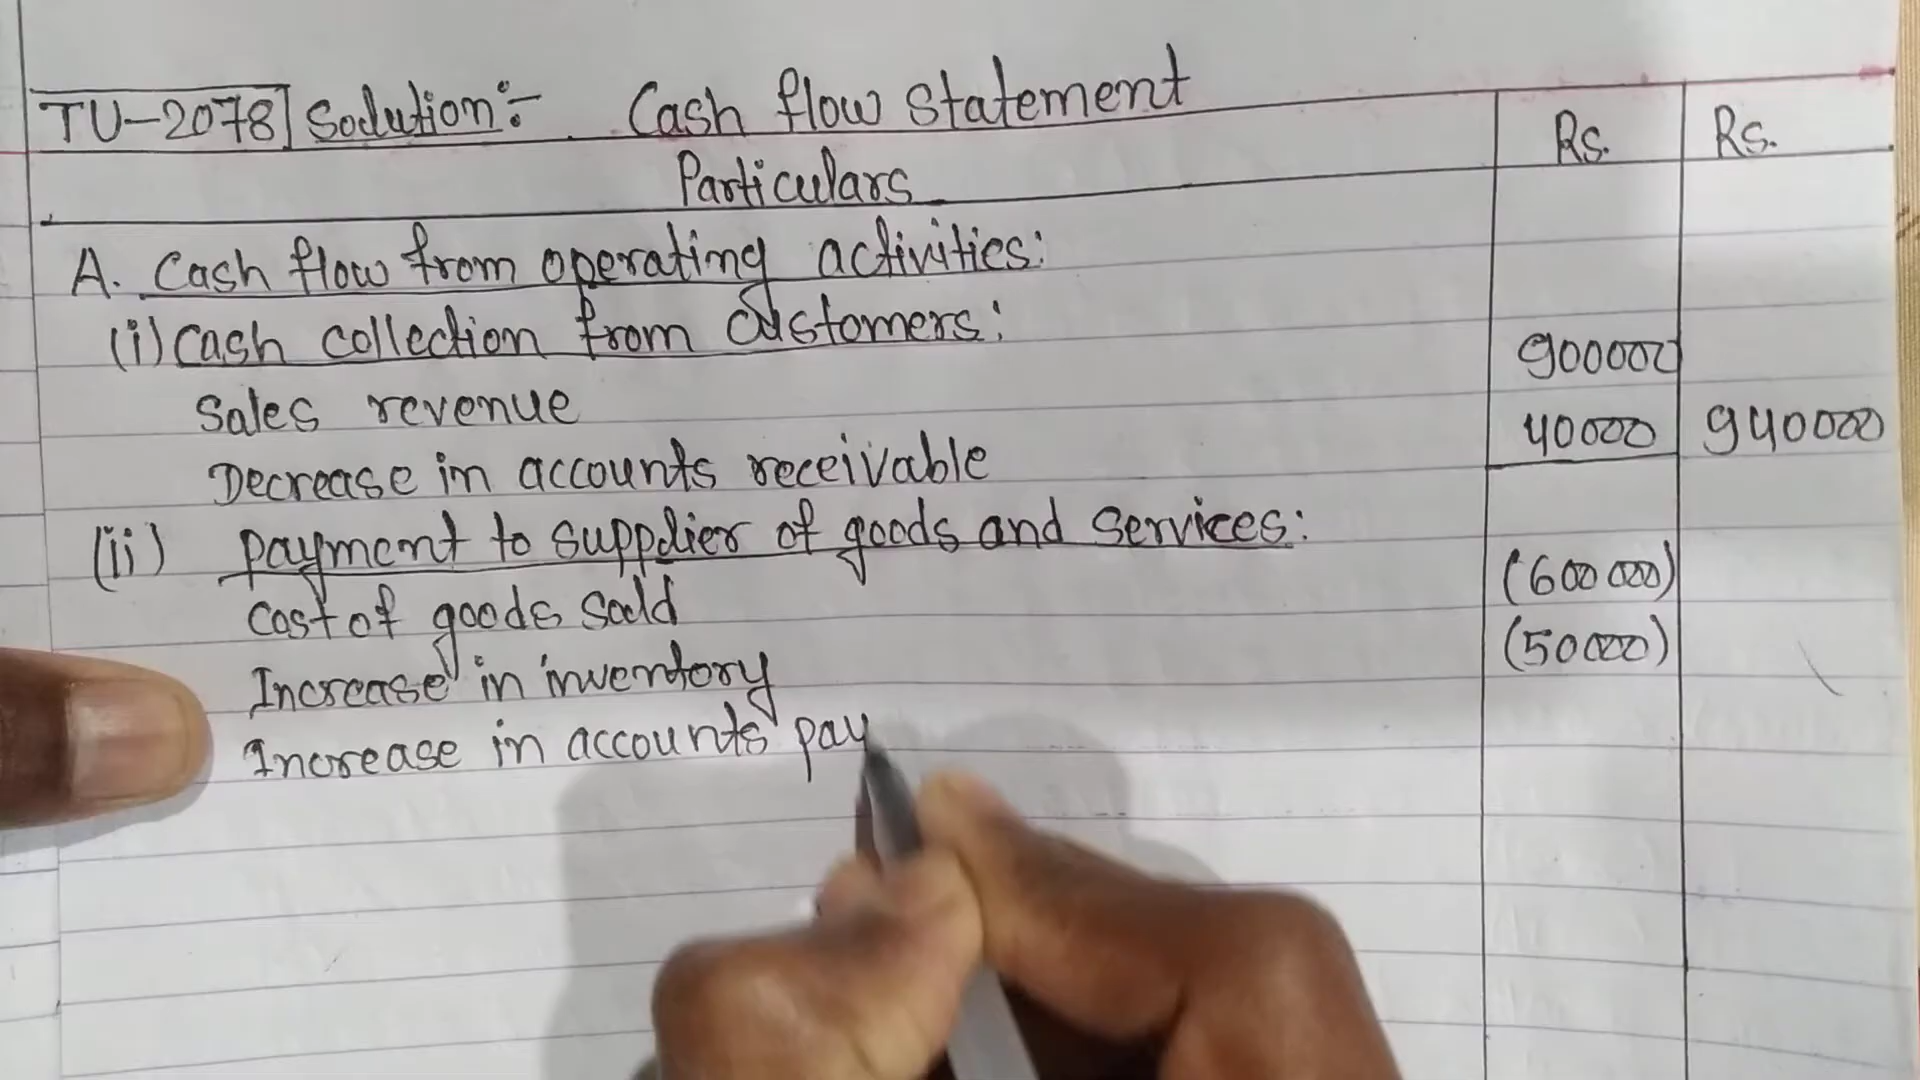 TU-2078 Solution:- Cash flow statement
Particulars Rs. Rs.
A. Cash flow from operating activities:
(i) Cash collection from customers:
Sales revenue 900000
Decrease in accounts receivable 40000 940000
(ii) payment to supplier of goods and services:
Cost of goods sold (600000)
Increase in inventory (50000)
Increase in accounts pay